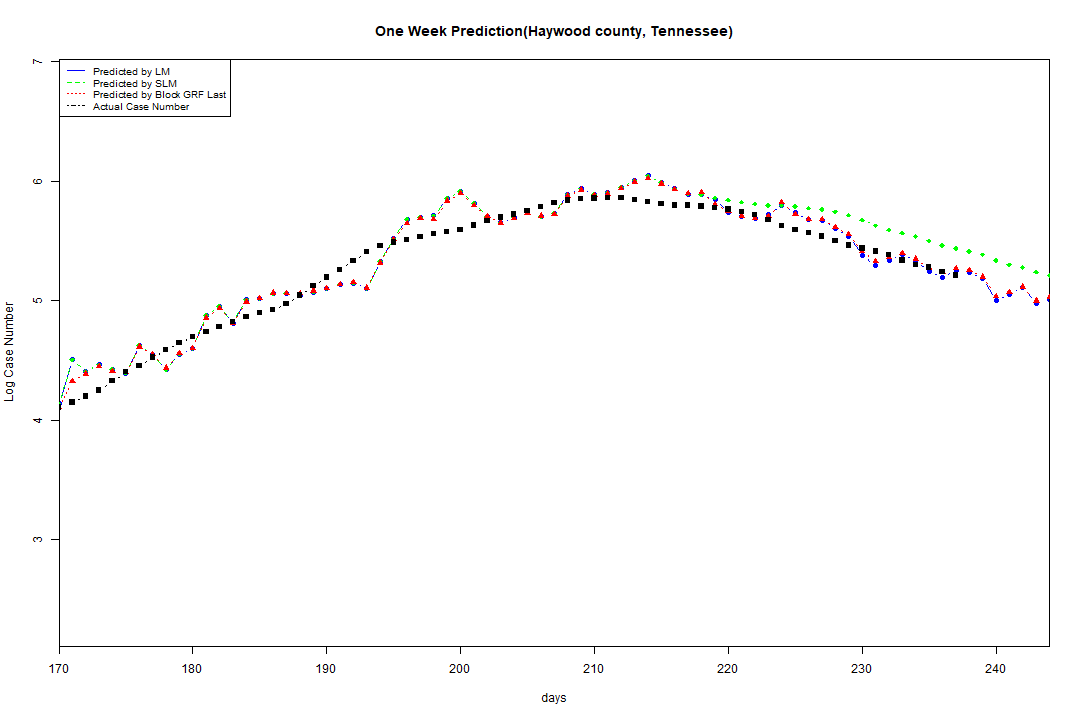 One Week Prediction(Haywood county, Tennessee)
Predicted by LM
Predicted by SLM
Predicted by Block GRF Last
Actual Case Number
7
6
5
4
3
Log Case Number
170 180 190 200 210 220 230 240
days